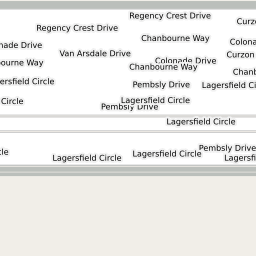 Regency Crest Drive
Curzo
Regency Crest Drive
Chanbourne Way
Colona
nade Drive
Van Arsdale Drive
Curzon
Colonade Drive
bourne Way
Chanbourne Way
Chanb
ersfield Circle
Pembsly Drive
Lagersfield Ci
Circle
Lagersfield Circle
Pembsly Drive
Lagersfield Circle
Pembsly Drive
cle
Lagersfield Circle
Lagersfield Circle
Lagersfi